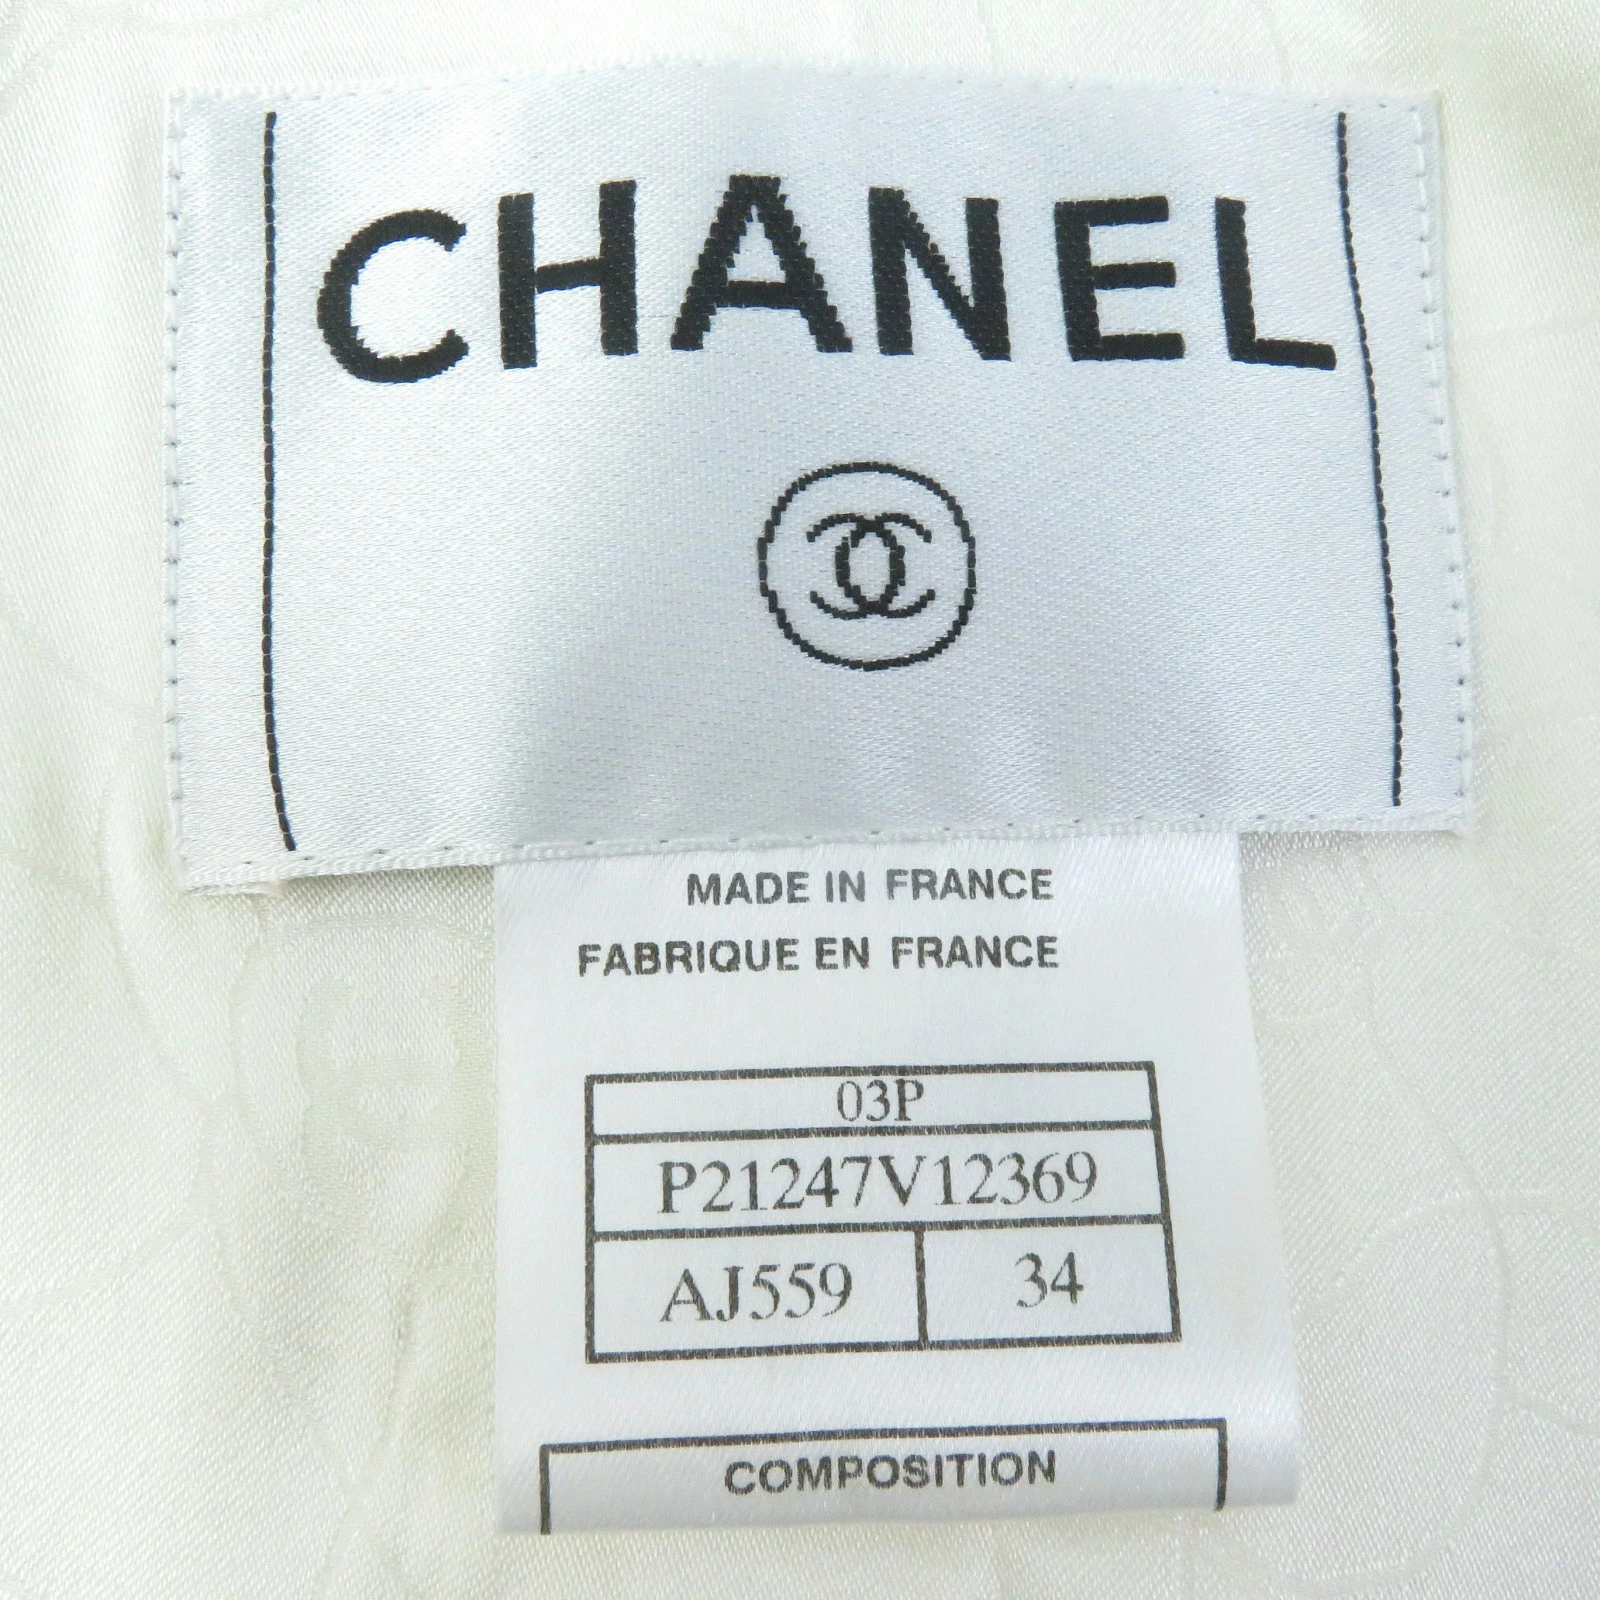 CHANEL
MADE IN FRANCE
FABRIQUE EN FRANCE
03P
P21247V12369
AJ559 34
COMPOSITION